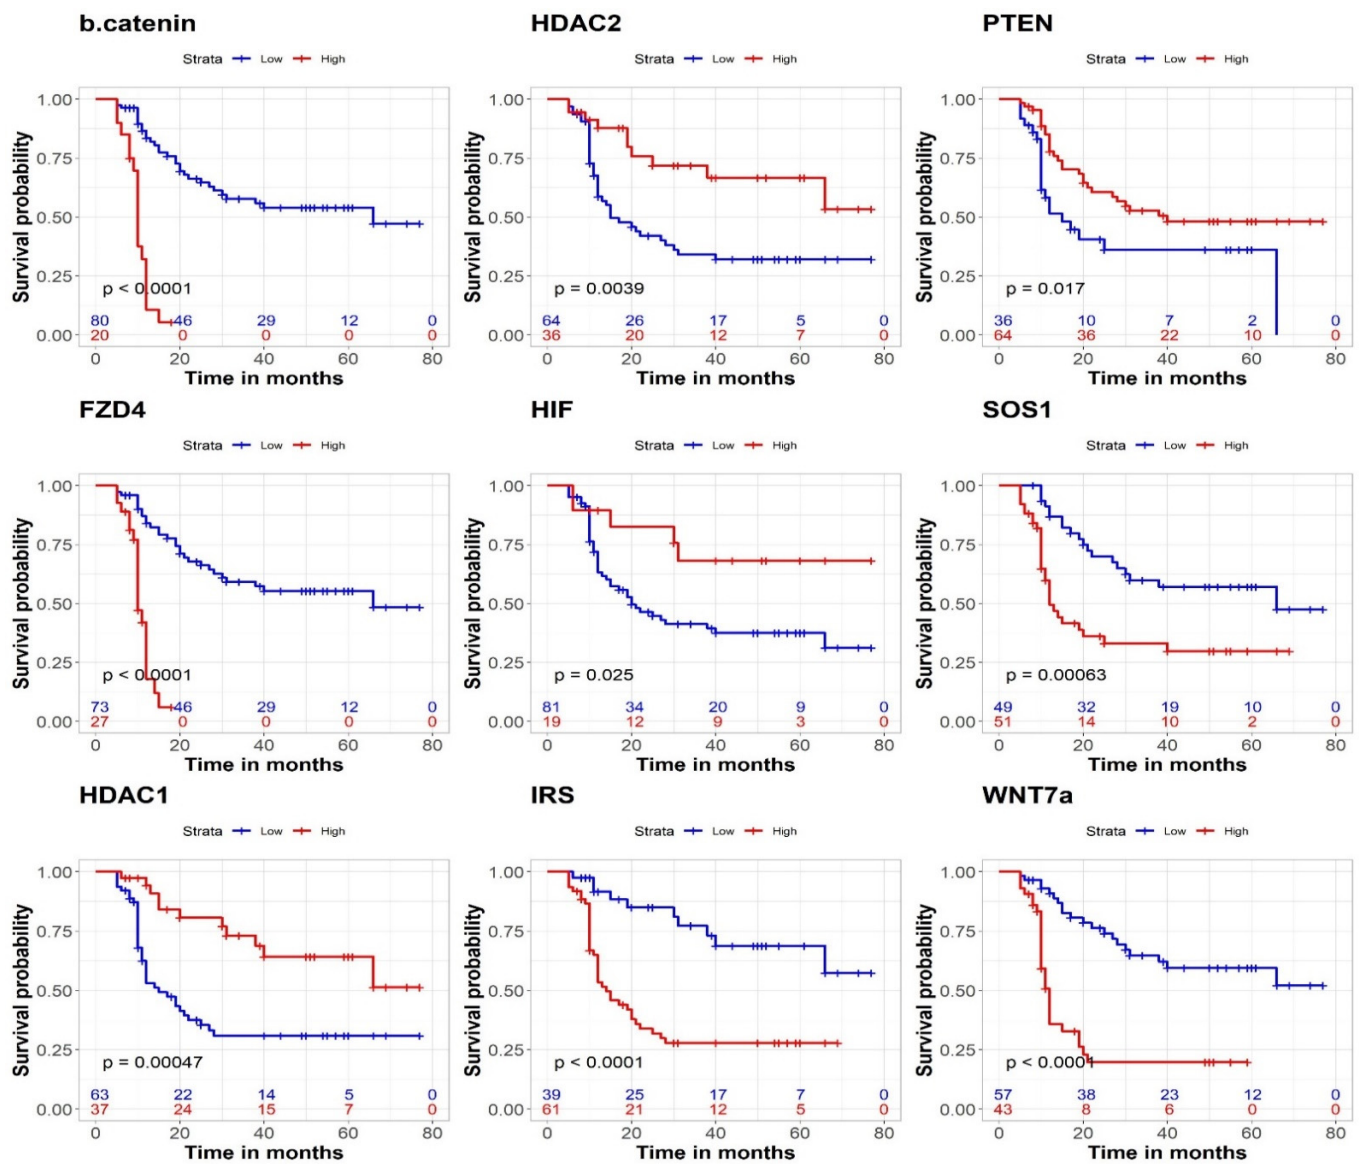 b.catenin
HDAC2
PTEN
Strata Low High
Strata Low High
Strata Low High
Survival probability
1.00
0.75
0.50
0.25
0.00
p < 0.0001
80 46 29 12 0
20 0 0 0 0
0 20 40 60 80
Time in months
Survival probability
1.00
0.75
0.50
0.25
0.00
p = 0.0039
64 26 17 5 0
36 20 12 7 0
0 20 40 60 80
Time in months
Survival probability
1.00
0.75
0.50
0.25
0.00
p = 0.017
36 10 7 2 0
64 36 22 10 0
0 20 40 60 80
Time in months
FZD4
HIF
SOS1
Strata Low High
Strata Low High
Strata Low High
Survival probability
1.00
0.75
0.50
0.25
0.00
p < 0.0001
73 46 29 12 0
27 0 0 0 0
0 20 40 60 80
Time in months
Survival probability
1.00
0.75
0.50
0.25
0.00
p = 0.025
81 34 20 9 0
19 12 9 3 0
0 20 40 60 80
Time in months
Survival probability
1.00
0.75
0.50
0.25
0.00
p = 0.00063
49 32 19 10 0
51 14 10 2 0
0 20 40 60 80
Time in months
HDAC1
IRS
WNT7a
Strata Low High
Strata Low High
Strata Low High
Survival probability
1.00
0.75
0.50
0.25
0.00
p = 0.00047
63 22 14 5 0
37 24 15 7 0
0 20 40 60 80
Time in months
Survival probability
1.00
0.75
0.50
0.25
0.00
p < 0.0001
39 25 17 7 0
61 21 12 5 0
0 20 40 60 80
Time in months
Survival probability
1.00
0.75
0.50
0.25
0.00
p < 0.0001
57 38 23 12 0
43 8 6 0 0
0 20 40 60 80
Time in months